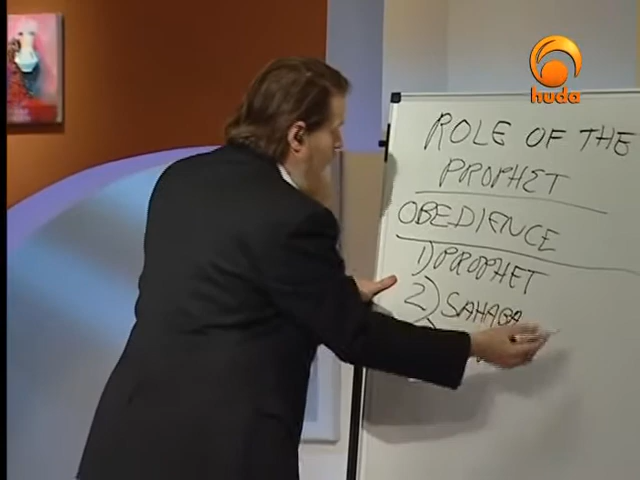 huda
ROLE OF THE
PROPHET
OBEDIENCE
1) PROPHET
2) SAHABA